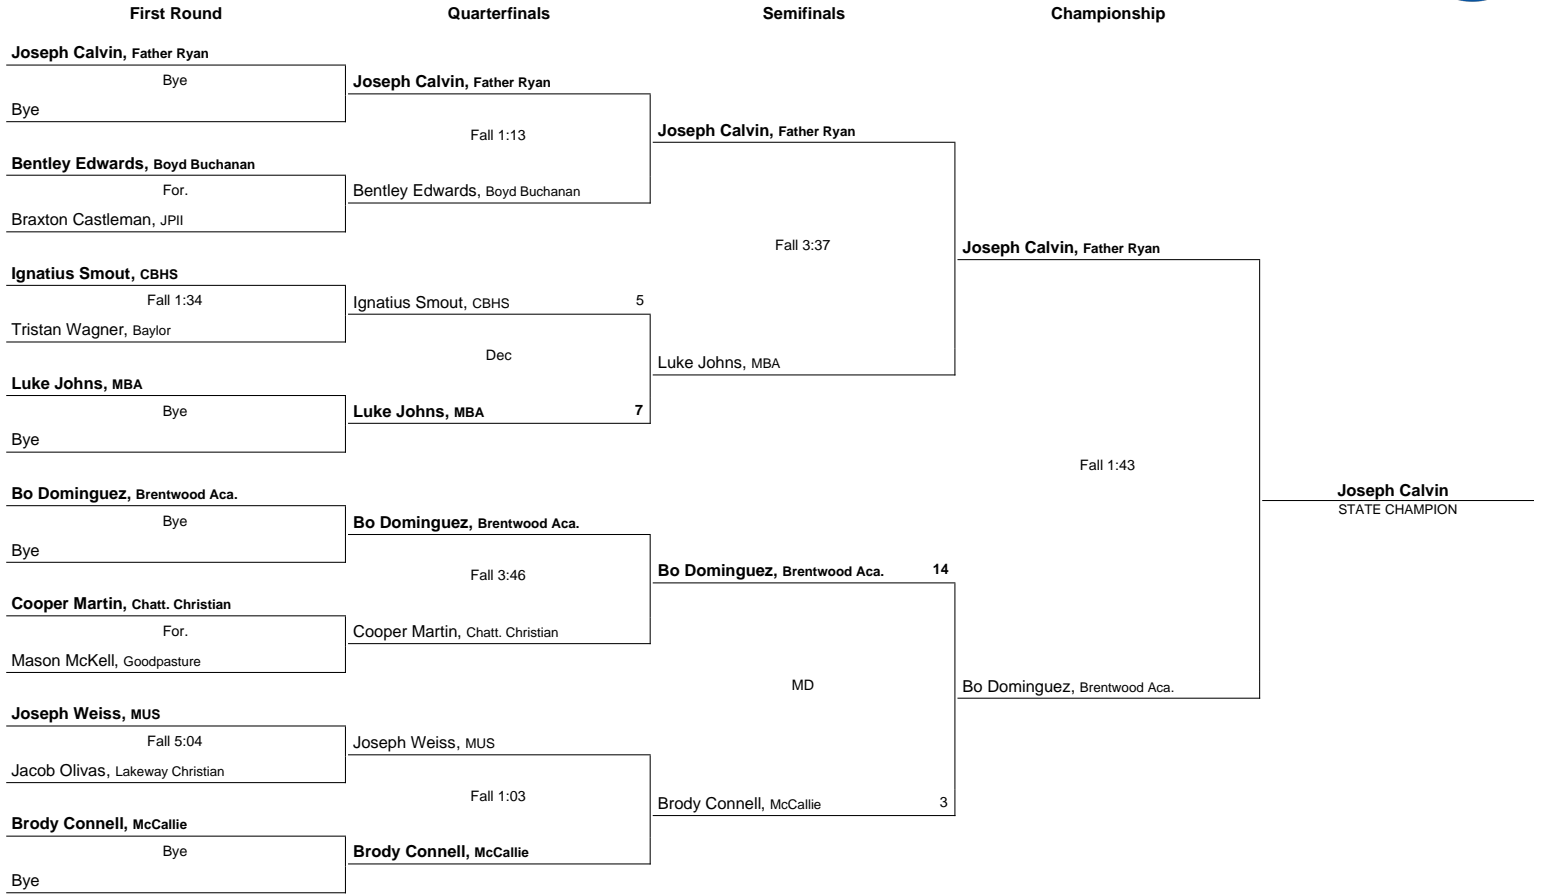 First Round Quarterfinals Semifinals Championship
Joseph Calvin, Father Ryan
Bye
Bye
Bentley Edwards, Boyd Buchanan
For.
Braxton Castleman, JPII
Ignatius Smout, CBHS
Fall 1:34
Tristan Wagner, Baylor
Luke Johns, MBA
Bye
Bye
Bo Dominguez, Brentwood Aca.
Bye
Bye
Cooper Martin, Chatt. Christian
For.
Mason McKell, Goodpasture
Joseph Weiss, MUS
Fall 5:04
Jacob Olivas, Lakeway Christian
Brody Connell, McCallie
Bye
Bye
Joseph Calvin, Father Ryan
Fall 1:13
Bentley Edwards, Boyd Buchanan
Ignatius Smout, CBHS 5
Dec
Luke Johns, MBA 7
Bo Dominguez, Brentwood Aca.
Fall 3:46
Cooper Martin, Chatt. Christian
Joseph Weiss, MUS
Fall 1:03
Brody Connell, McCallie
Joseph Calvin, Father Ryan
Fall 3:37
Luke Johns, MBA
Bo Dominguez, Brentwood Aca. 14
MD
Brody Connell, McCallie 3
Joseph Calvin, Father Ryan
Fall 1:43
Bo Dominguez, Brentwood Aca.
Joseph Calvin
STATE CHAMPION